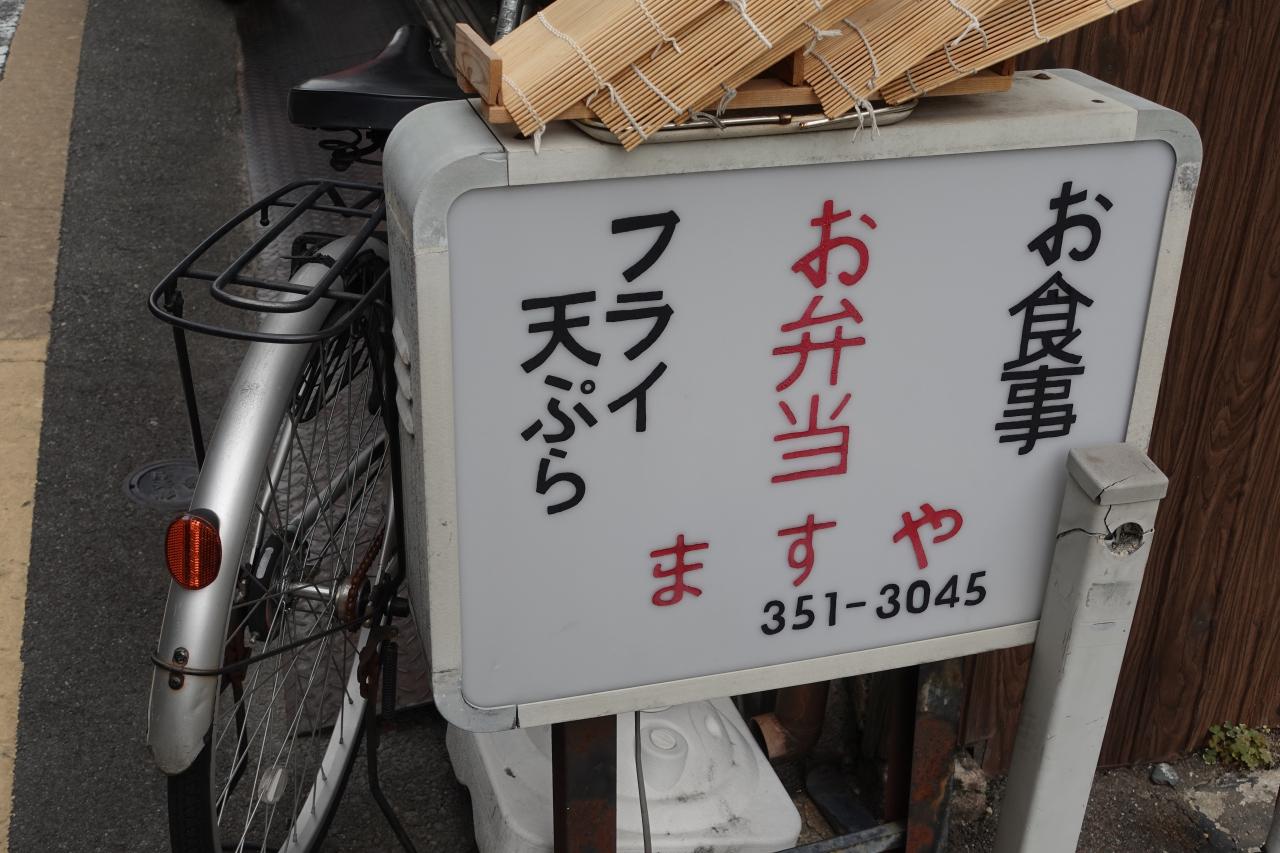 お食事
お弁当
フライ
天ぷら
ますや
351-3045